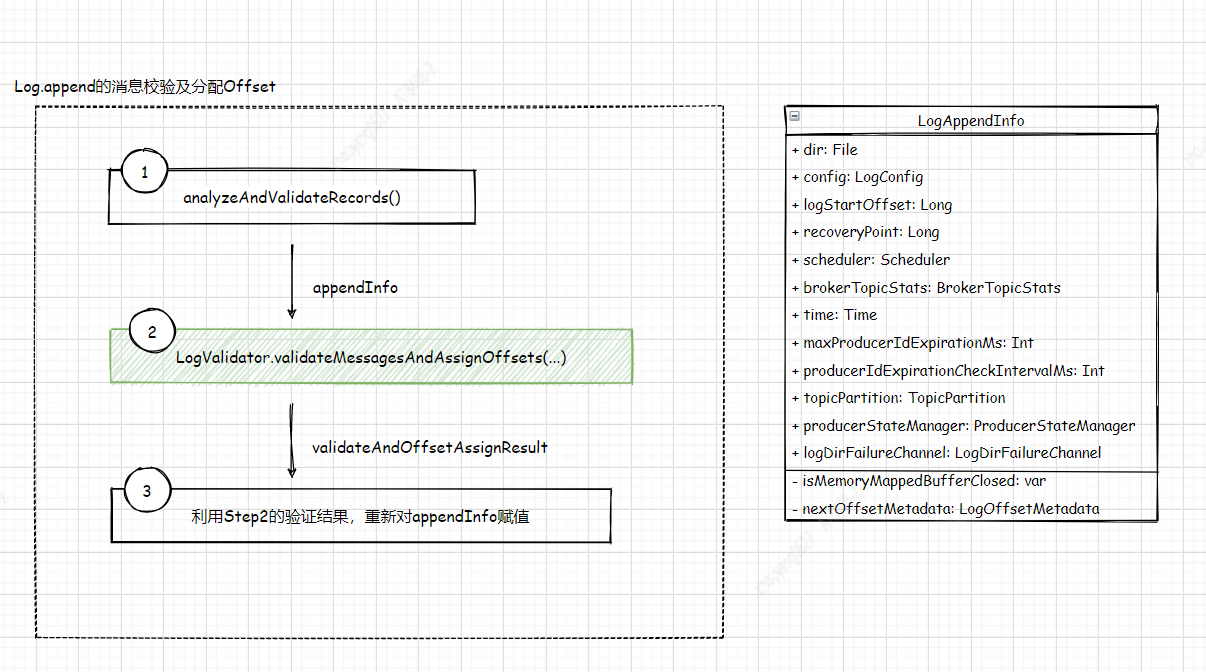 Log.append的消息校验及分配Offset
1
analyzeAndValidateRecords()
appendInfo
2
LogValidator.validateMessagesAndAssignOffsets(...)
validateAndOffsetAssignResult
3
利用Step2的验证结果，重新对appendInfo赋值
LogAppendInfo
+ dir: File
+ config: LogConfig
+ logStartOffset: Long
+ recoveryPoint: Long
+ scheduler: Scheduler
+ brokerTopicStats: BrokerTopicStats
+ time: Time
+ maxProducerIdExpirationMs: Int
+ producerIdExpirationCheckIntervalMs: Int
+ topicPartition: TopicPartition
+ producerStateManager: ProducerStateManager
+ logDirFailureChannel: LogDirFailureChannel
- isMemoryMappedBufferClosed: var
- nextOffsetMetadata: LogOffsetMetadata